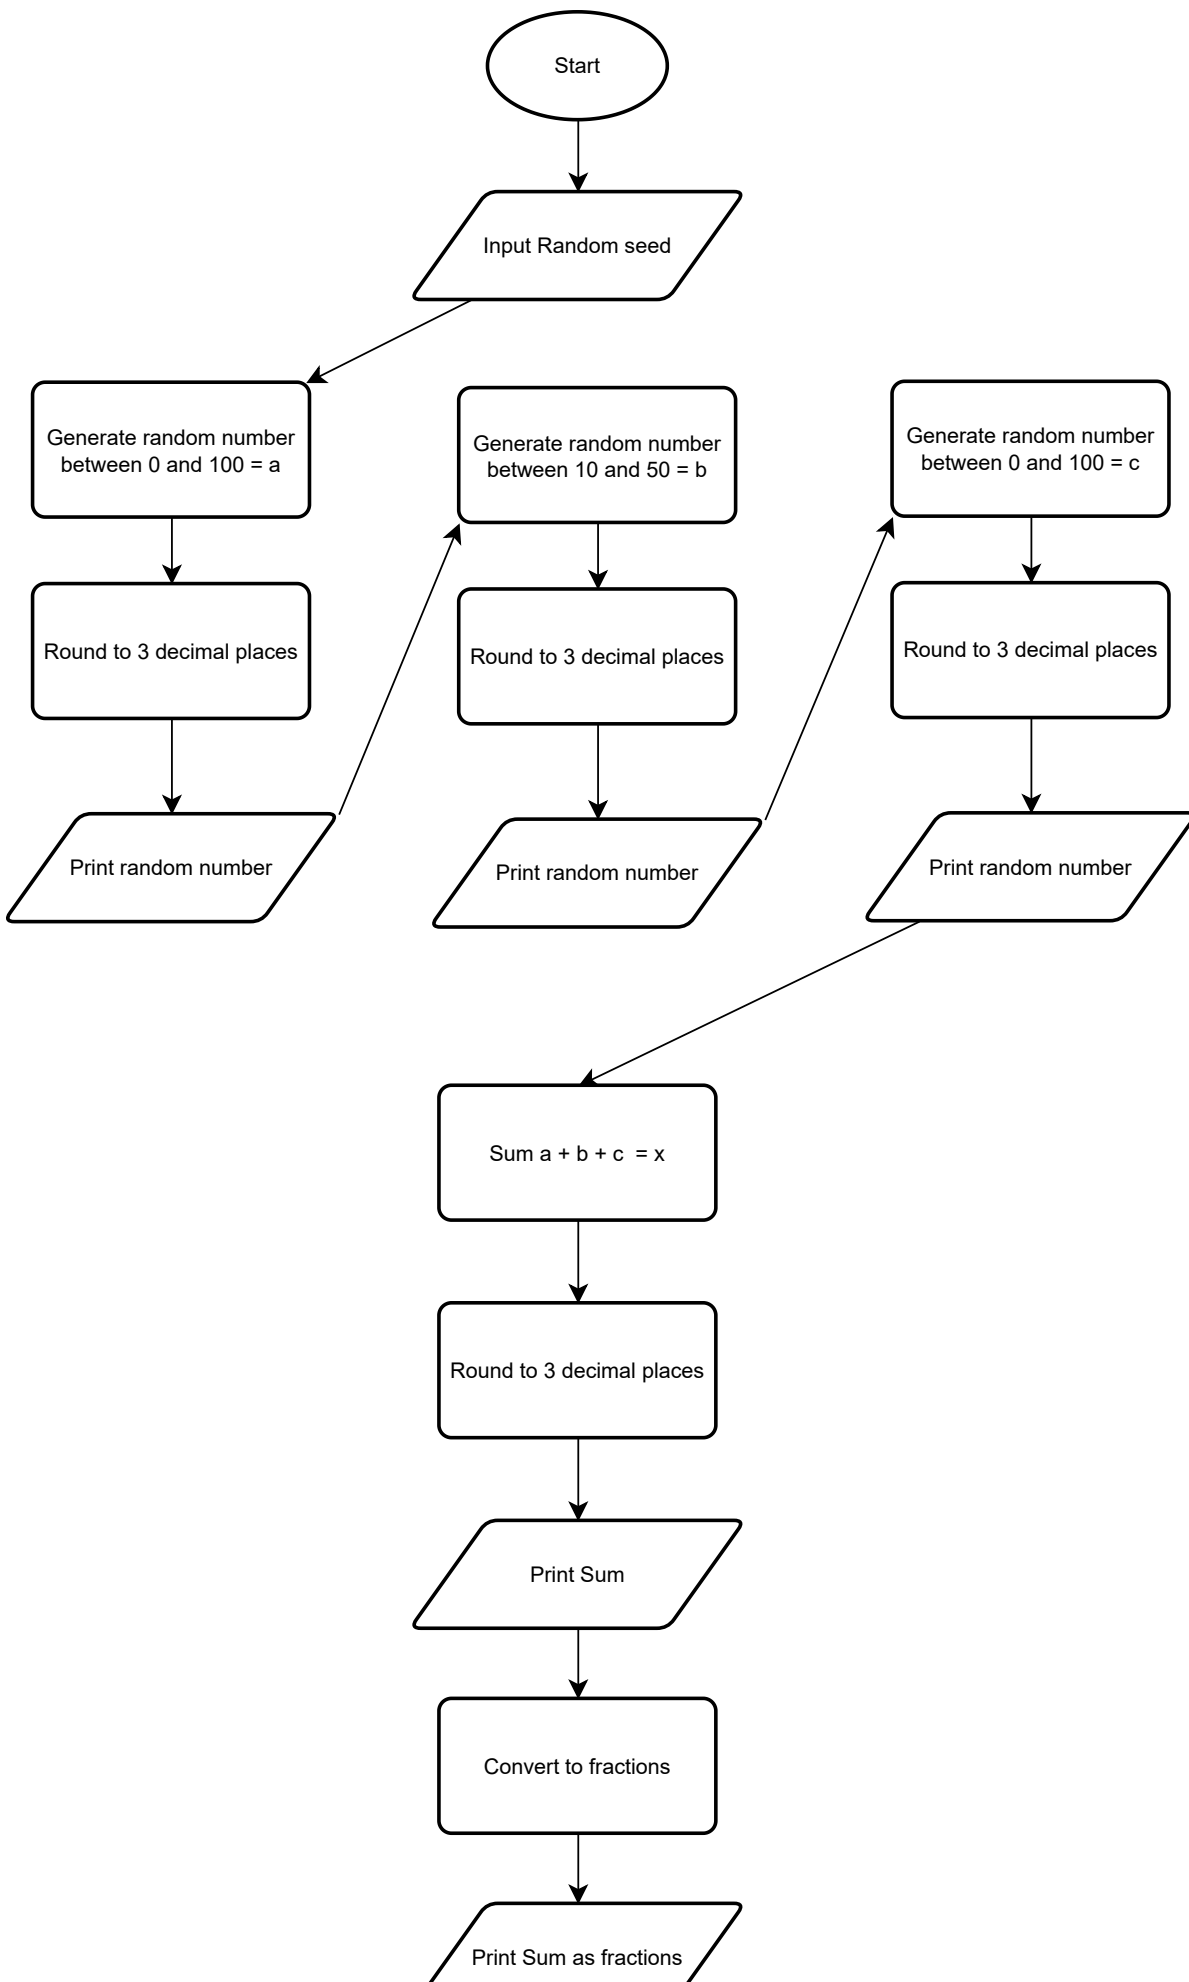 Start
Input Random seed
Generate random number
between 0 and 100 = a
Round to 3 decimal places
Print random number
Generate random number
between 10 and 50 = b
Round to 3 decimal places
Print random number
Generate random number
between 0 and 100 = c
Round to 3 decimal places
Print random number
Sum a + b + c  = x
Round to 3 decimal places
Print Sum
Convert to fractions
Print Sum as fractions